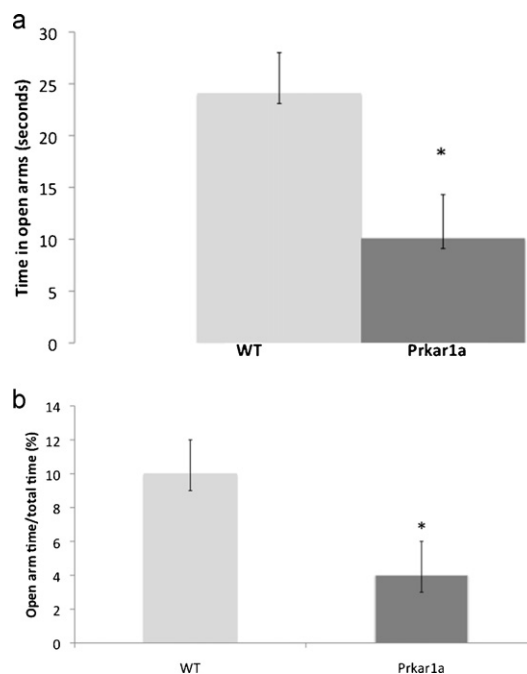 a
Time in open arms (seconds)
30
25
20
15
10
5
0
*
WT Prkar1a
b
Open arm time/total time (%)
14
12
10
8
6
4
2
0
*
WT Prkar1a